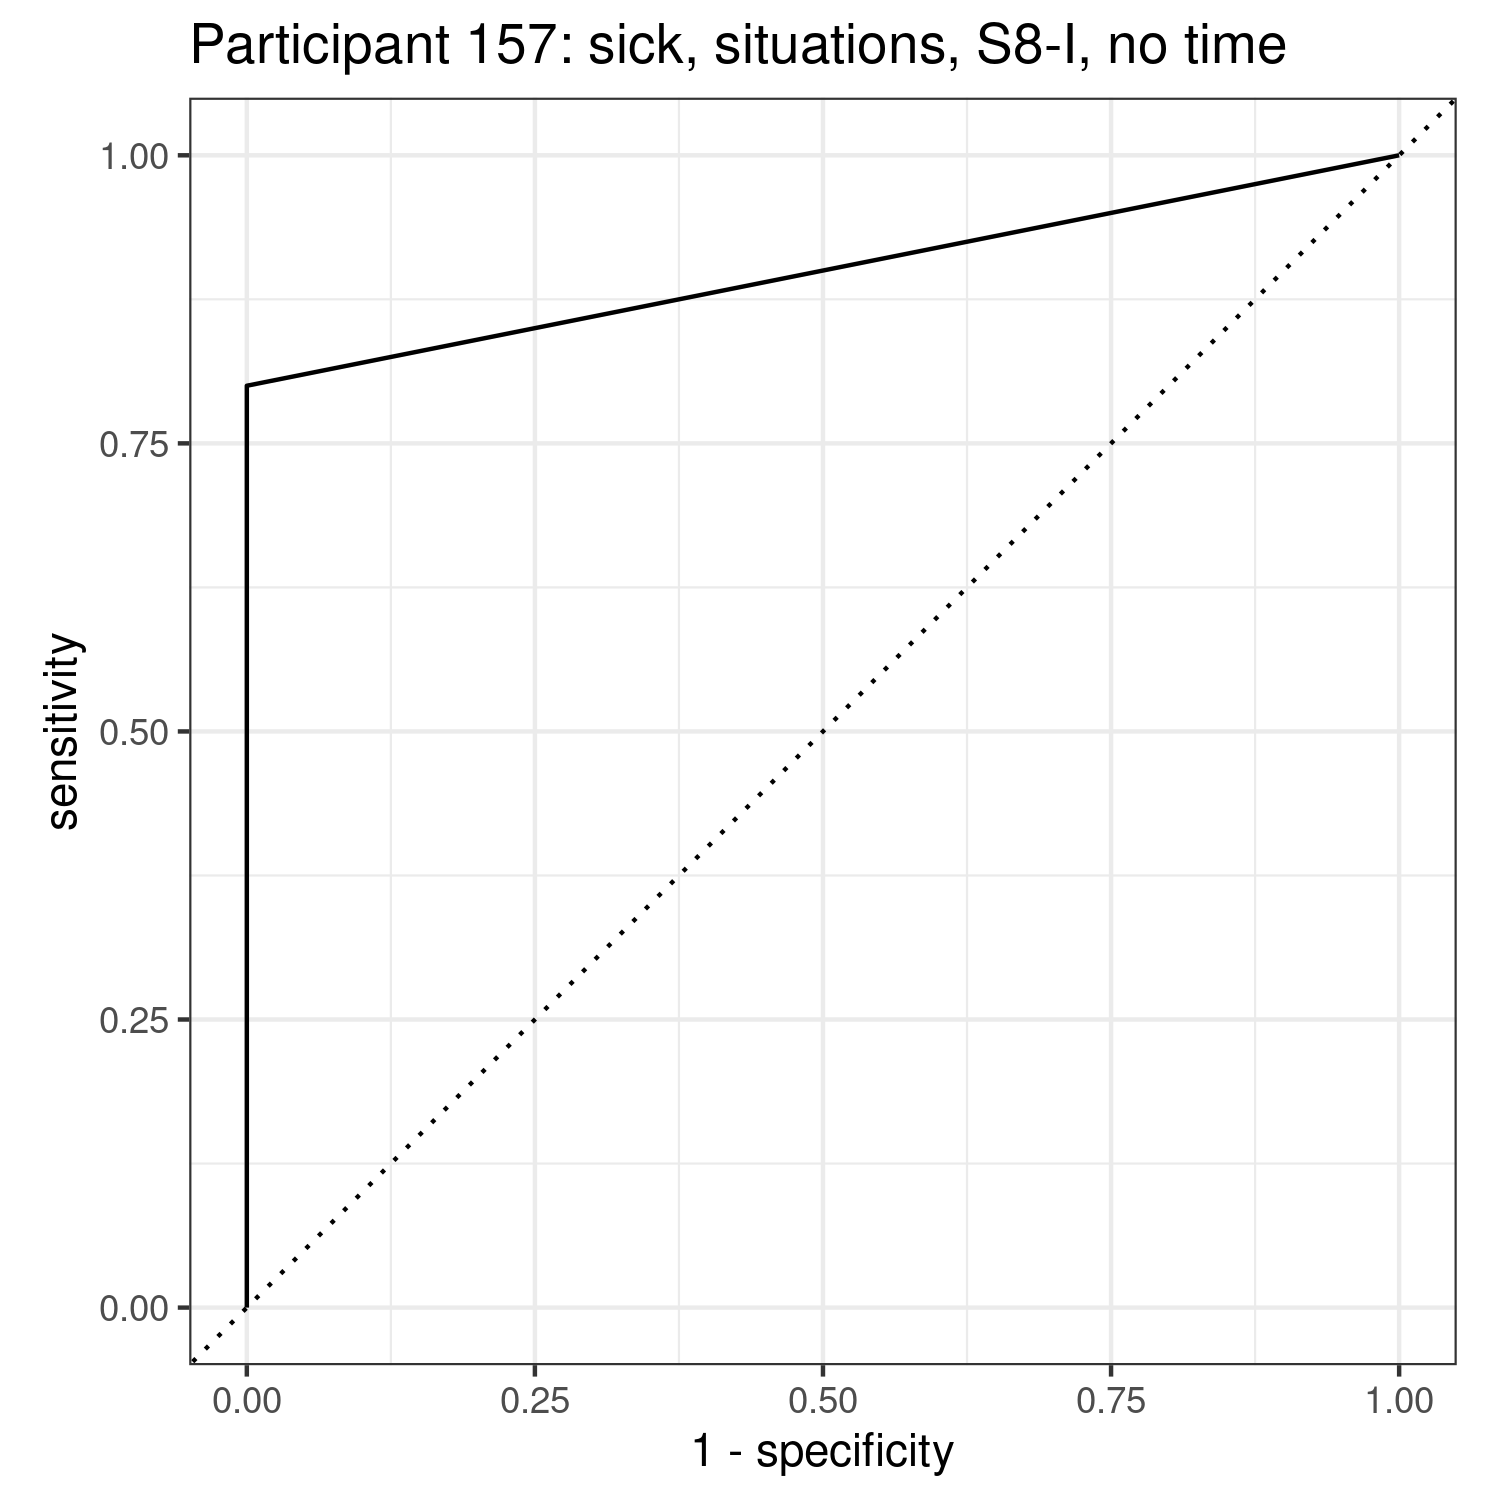 Participant 157: sick, situations, S8-I, no time
1.00
0.75
0.50
0.25
0.00
sensitivity
0.00 0.25 0.50 0.75 1.00
1 - specificity